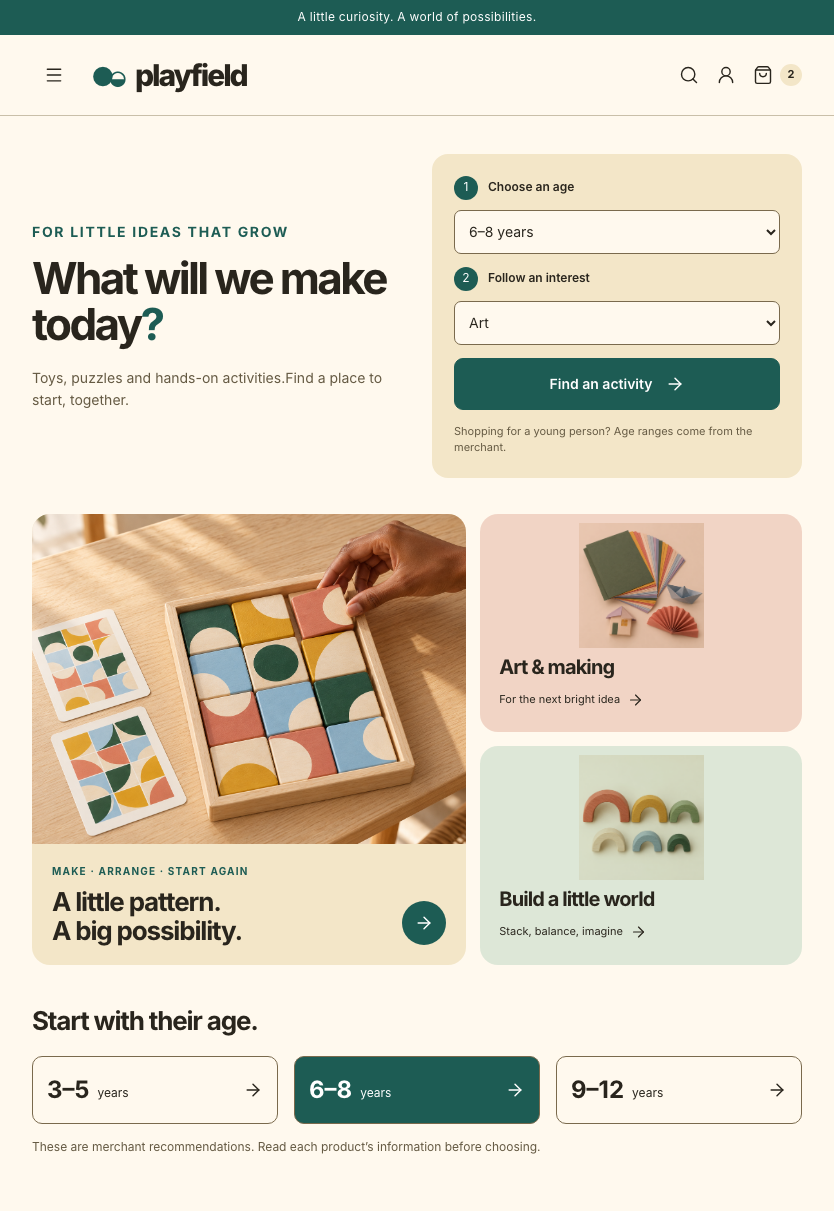 A little curiosity. A world of possibilities.
playfield
2
FOR LITTLE IDEAS THAT GROW
What will we make
today?
Toys, puzzles and hands-on activities.Find a place to
start, together.
1 Choose an age
6–8 years
2 Follow an interest
Art
Find an activity
Shopping for a young person? Age ranges come from the
merchant.
MAKE · ARRANGE · START AGAIN
A little pattern.
A big possibility.
Art & making
For the next bright idea
Build a little world
Stack, balance, imagine
Start with their age.
3–5 years
6–8 years
9–12 years
These are merchant recommendations. Read each product’s information before choosing.